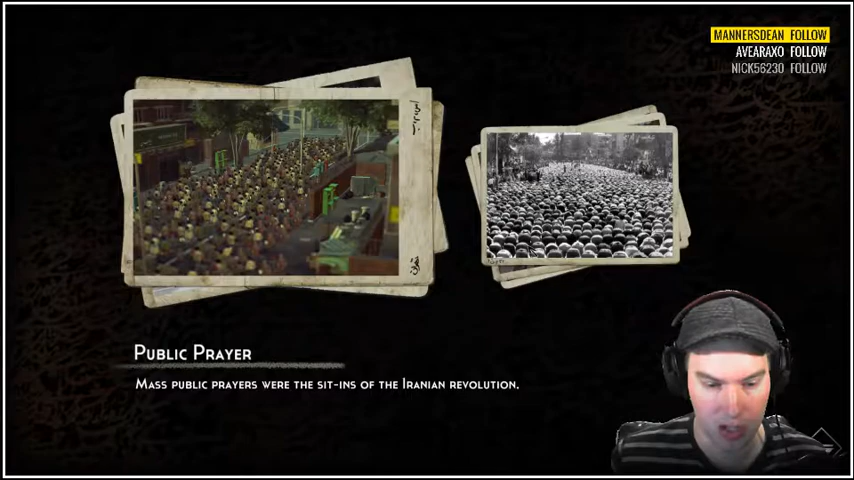 MANNERSDEAN FOLLOW
AVEARAXO FOLLOW
NICK56230 FOLLOW
PUBLIC PRAYER
MASS PUBLIC PRAYERS WERE THE SIT-INS OF THE IRANIAN REVOLUTION.